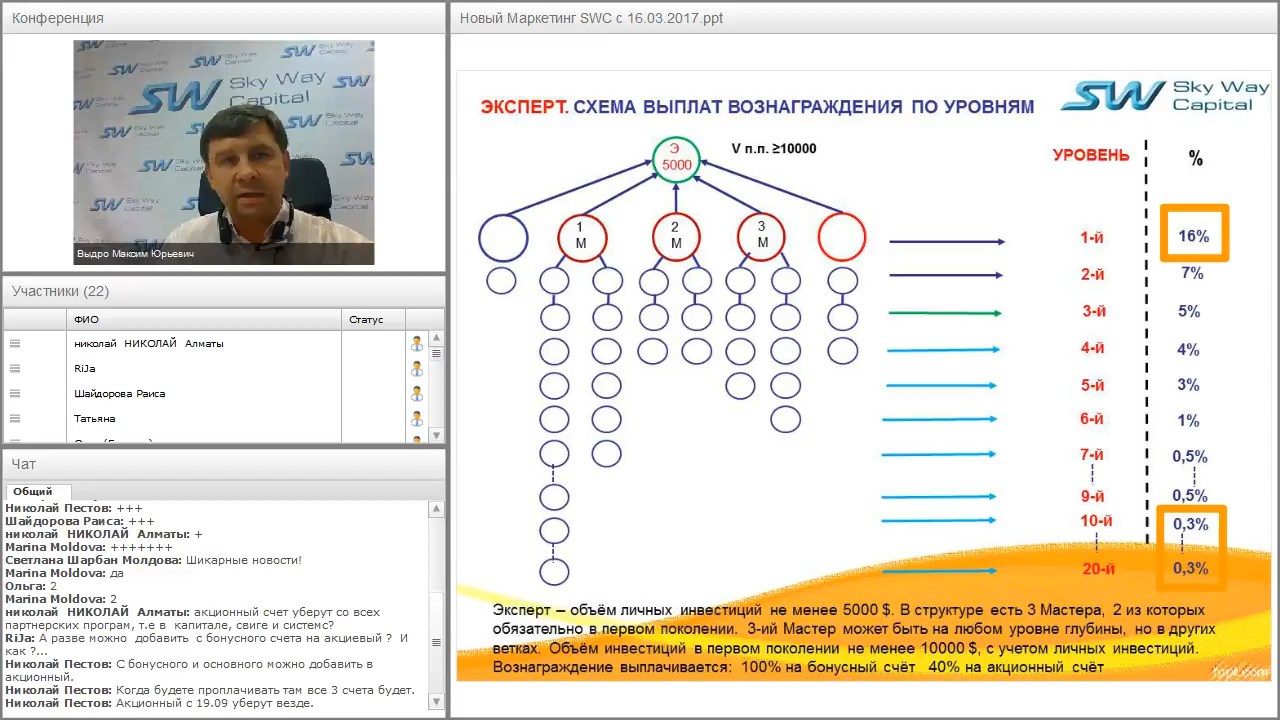 Конференция
SW
Sky Way
Capital
Выдро Максим Юрьевич
Участники (22)
ФИО
Статус
николай НИКОЛАЙ Алматы
RiJa
Шайдорова Раиса
Татьяна
Чат
Общий
Николай Пестов: +++
Шайдорова Раиса: +++
николай НИКОЛАЙ Алматы: +
Marina Moldova: +++++++
Светлана Шарбан Молдова: Шикарные новости!
Marina Moldova: да
Ольга: 2
Marina Moldova: 2
николай НИКОЛАЙ Алматы: акционный счет уберут со всех
партнерских програм, т.е в капитале, свиге и системс?
RiJa: А разве можно добавить с бонусного счета на акциевый ? И
как ?...
Николай Пестов: С бонусного и основного можно добавить в
акционный.
Николай Пестов: Когда будете проплачивать там все 3 счета будет.
Николай Пестов: Акционный с 19.09 уберут везде.
Новый Маркетинг SWC с 16.03.2017.ppt
SW Sky Way
Capital
ЭКСПЕРТ. СХЕМА ВЫПЛАТ ВОЗНАГРАЖДЕНИЯ ПО УРОВНЯМ
Э
5000
V п.п. ≥10000
УРОВЕНЬ
%
1
М
2
М
3
М
1-й 16%
2-й 7%
3-й 5%
4-й 4%
5-й 3%
6-й 1%
7-й 0,5%
9-й 0,5%
10-й 0,3%
20-й 0,3%
Эксперт – объём личных инвестиций не менее 5000 $. В структуре есть 3 Мастера, 2 из которых
обязательно в первом поколении. 3-ий Мастер может быть на любом уровне глубины, но в других
ветках. Объём инвестиций в первом поколении не менее 10000 $, с учетом личных инвестиций.
Вознаграждение выплачивается: 100% на бонусный счёт 40% на акционный счёт
fppt.com